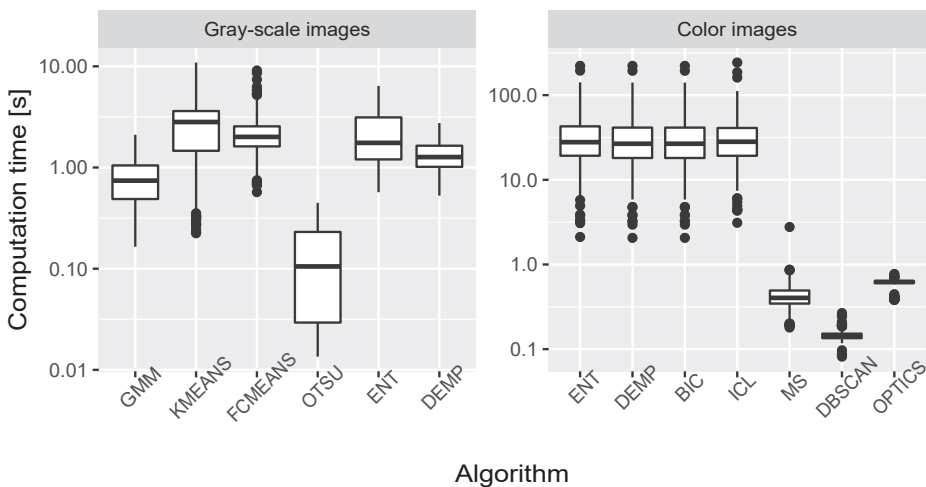 Gray-scale images
Color images
Computation time [s]
10.00
1.00
0.10
0.01
100.0
10.0
1.0
0.1
GMM
KMEANS
FCMEANS
OTSU
ENT
DEMP
ENT
DEMP
BIC
ICL
MS
DBSCAN
OPTICS
Algorithm